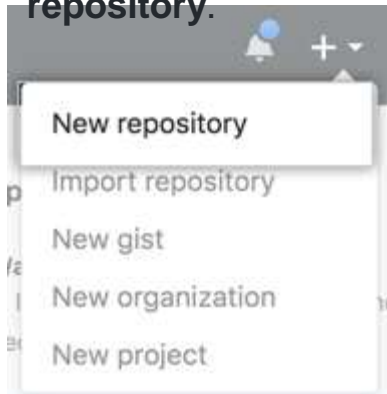 repository.
New repository
Import repository
New gist
New organization
New project